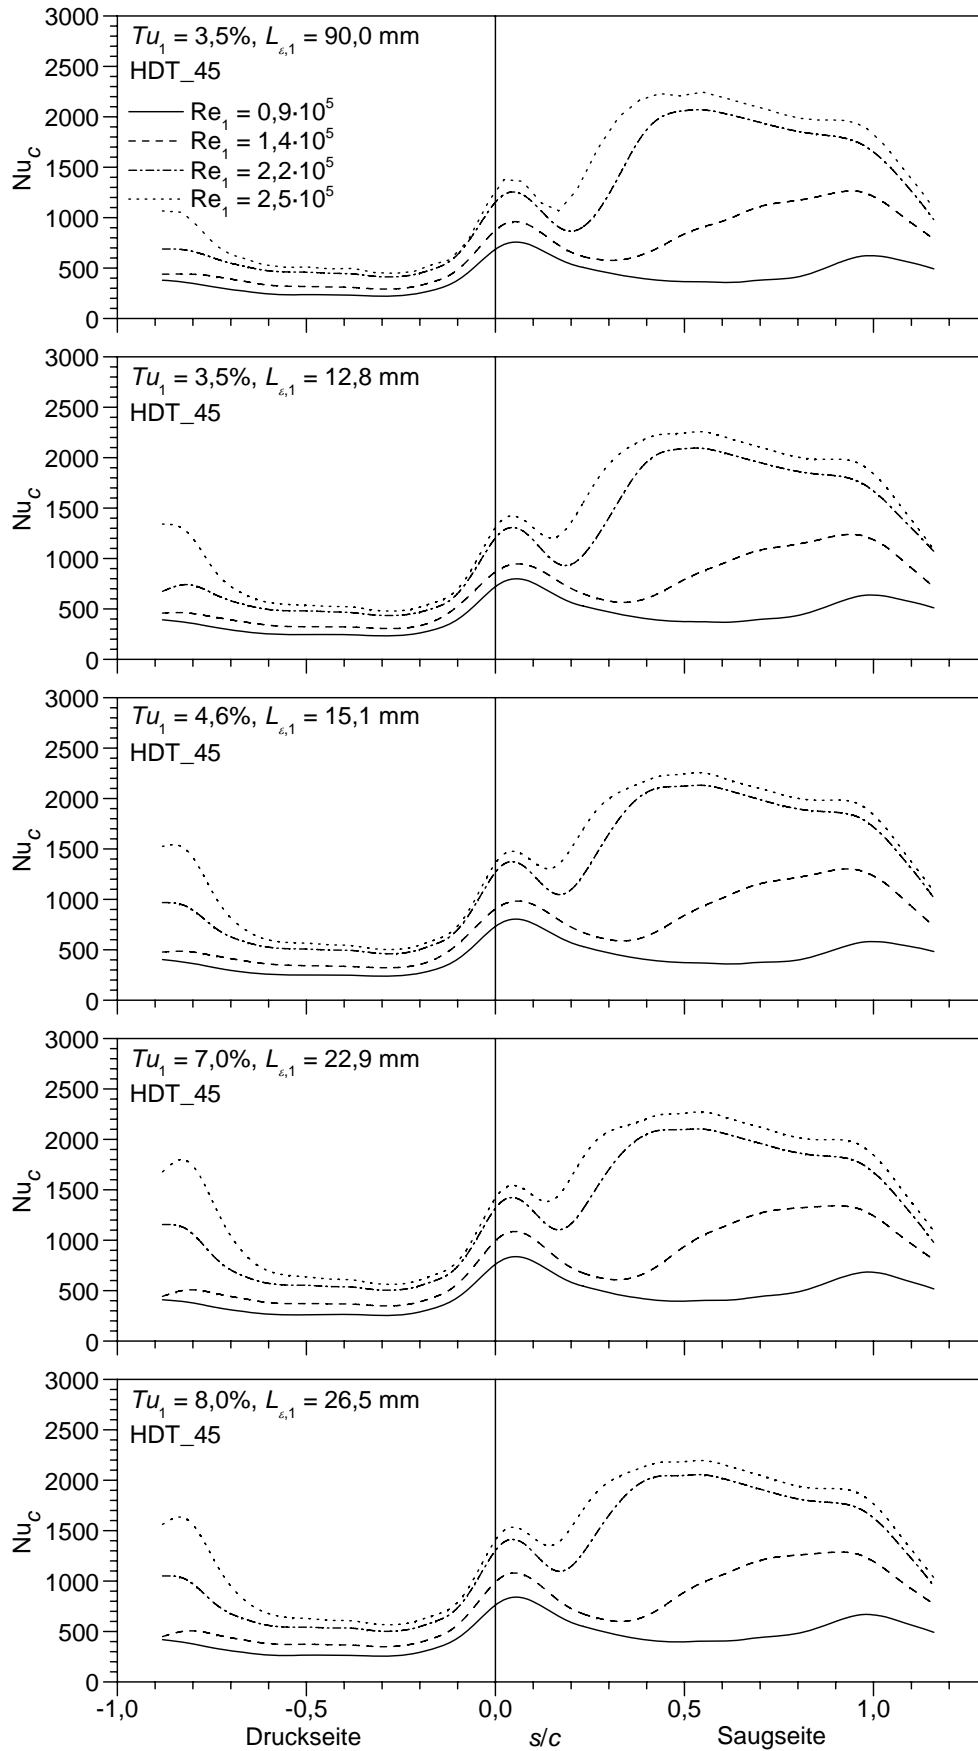 3000
2500
2000
1500
1000
500
0
Nu_c
Tu_1 = 3,5%, L_ε,1 = 90,0 mm
HDT_45
Re_1 = 0,9·10^5
Re_1 = 1,4·10^5
Re_1 = 2,2·10^5
Re_1 = 2,5·10^5
3000
2500
2000
1500
1000
500
0
Nu_c
Tu_1 = 3,5%, L_ε,1 = 12,8 mm
HDT_45
3000
2500
2000
1500
1000
500
0
Nu_c
Tu_1 = 4,6%, L_ε,1 = 15,1 mm
HDT_45
3000
2500
2000
1500
1000
500
0
Nu_c
Tu_1 = 7,0%, L_ε,1 = 22,9 mm
HDT_45
3000
2500
2000
1500
1000
500
0
Nu_c
Tu_1 = 8,0%, L_ε,1 = 26,5 mm
HDT_45
-1,0 -0,5 0,0 0,5 1,0
Druckseite s/c Saugseite